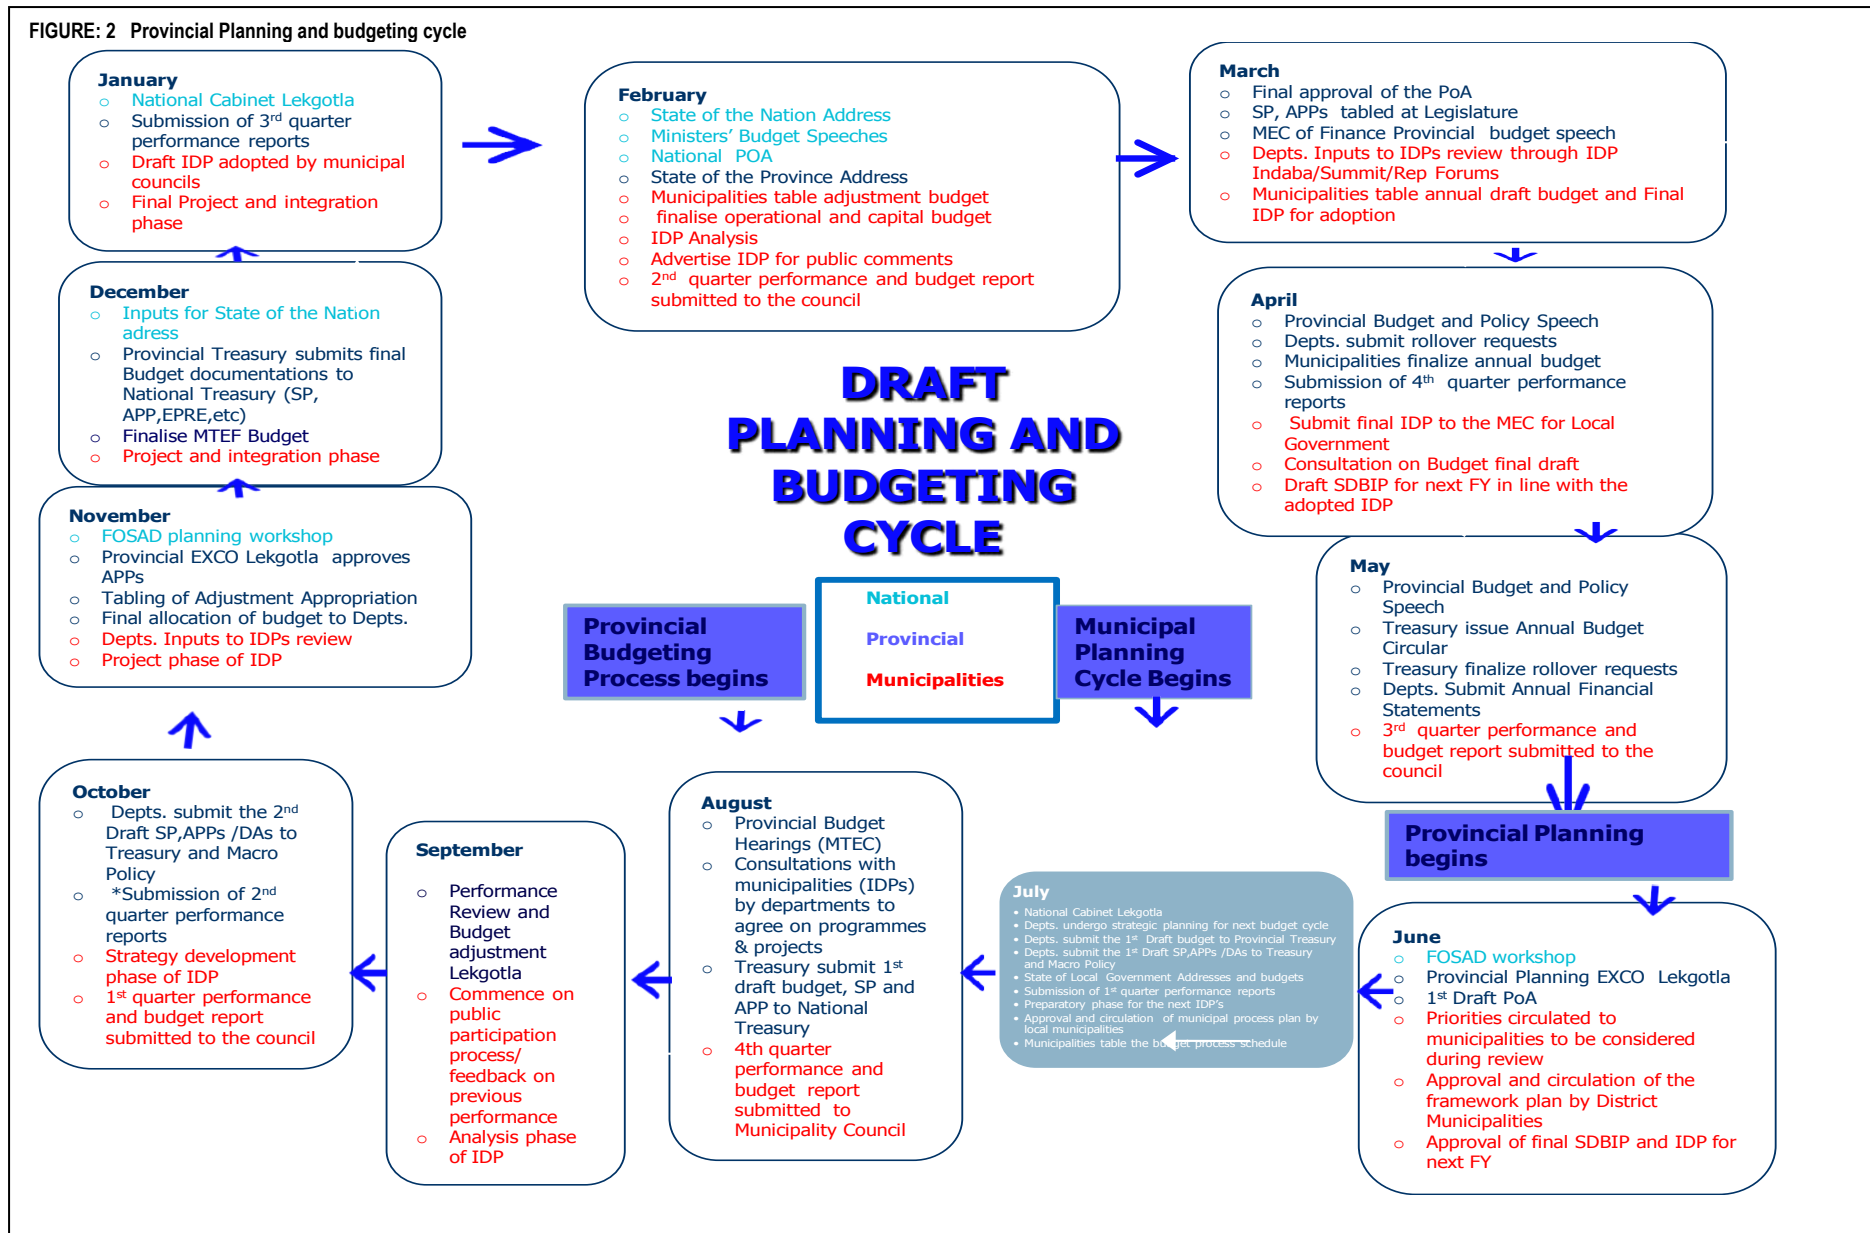 FIGURE: 2 Provincial Planning and budgeting cycle
January
o National Cabinet Lekgotla
o Submission of 3rd quarter
performance reports
o Draft IDP adopted by municipal
councils
o Final Project and integration
phase
February
o State of the Nation Address
o Ministers’ Budget Speeches
o National POA
o State of the Province Address
o Municipalities table adjustment budget
o finalise operational and capital budget
o IDP Analysis
o Advertise IDP for public comments
o 2nd quarter performance and budget report
submitted to the council
March
o Final approval of the PoA
o SP, APPs tabled at Legislature
o MEC of Finance Provincial budget speech
o Depts. Inputs to IDPs review through IDP
Indaba/Summit/Rep Forums
o Municipalities table annual draft budget and Final
IDP for adoption
December
o Inputs for State of the Nation
adress
o Provincial Treasury submits final
Budget documentations to
National Treasury (SP,
APP,EPRE,etc)
o Finalise MTEF Budget
o Project and integration phase
April
o Provincial Budget and Policy Speech
o Depts. submit rollover requests
o Municipalities finalize annual budget
o Submission of 4th quarter performance
reports
o Submit final IDP to the MEC for Local
Government
o Consultation on Budget final draft
o Draft SDBIP for next FY in line with the
adopted IDP
DRAFT
PLANNING AND
BUDGETING
CYCLE
November
o FOSAD planning workshop
o Provincial EXCO Lekgotla approves
APPs
o Tabling of Adjustment Appropriation
o Final allocation of budget to Depts.
o Depts. Inputs to IDPs review
o Project phase of IDP
Provincial
Budgeting
Process begins
National
Provincial
Municipalities
Municipal
Planning
Cycle Begins
May
o Provincial Budget and Policy
Speech
o Treasury issue Annual Budget
Circular
o Treasury finalize rollover requests
o Depts. Submit Annual Financial
Statements
o 3rd quarter performance and
budget report submitted to the
council
October
o Depts. submit the 2nd
Draft SP,APPs /DAs to
Treasury and Macro
Policy
o *Submission of 2nd
quarter performance
reports
o Strategy development
phase of IDP
o 1st quarter performance
and budget report
submitted to the council
September
o Performance
Review and
Budget
adjustment
Lekgotla
o Commence on
public
participation
process/
feedback on
previous
performance
o Analysis phase
of IDP
August
o Provincial Budget
Hearings (MTEC)
o Consultations with
municipalities (IDPs)
by departments to
agree on programmes
& projects
o Treasury submit 1st
draft budget, SP and
APP to National
Treasury
o 4th quarter
performance and
budget report
submitted to
Municipality Council
July
• National Cabinet Lekgotla
• Depts. undergo strategic planning for next budget cycle
• Depts. submit the 1st Draft budget to Provincial Treasury
• Depts. submit the 1st Draft SP,APPs /DAs to Treasury
and Macro Policy
• State of Local Government Addresses and budgets
• Submission of 1st quarter performance reports
• Preparatory phase for the next IDP’s
• Approval and circulation of municipal process plan by
local municipalities
• Municipalities table the budget process schedule
Provincial Planning
begins
June
o FOSAD workshop
o Provincial Planning EXCO Lekgotla
o 1st Draft PoA
o Priorities circulated to
municipalities to be considered
during review
o Approval and circulation of the
framework plan by District
Municipalities
o Approval of final SDBIP and IDP for
next FY